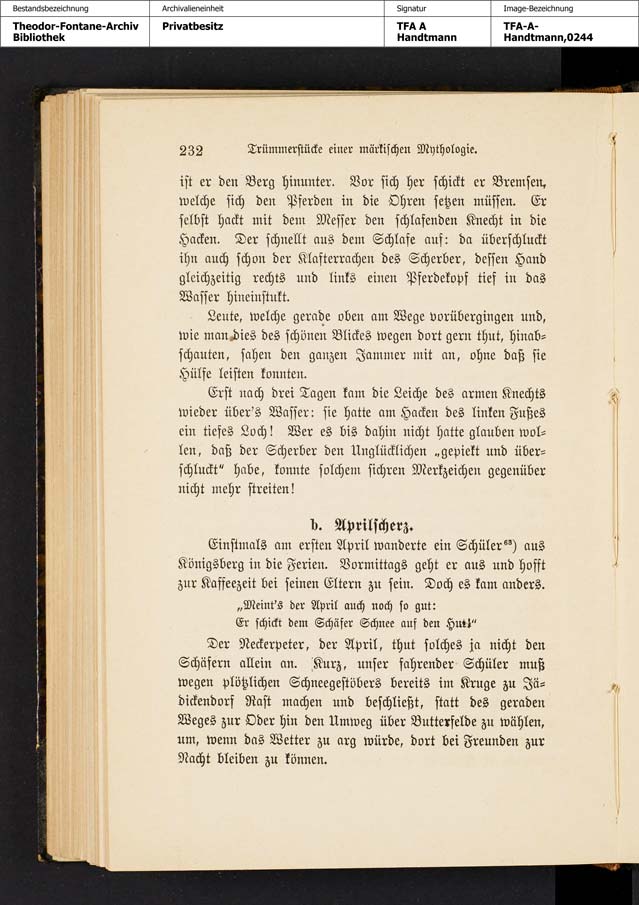 Bestandsbezeichnung
Archivalieneinheit
Signatur
Image-Bezeichnung
Theodor-Fontane-Archiv
Bibliothek
Privatbesitz
TFA A
Handtmann
TFA-A-
Handtmann,0244
232 Trümmerstücke einer märkischen Mythologie.
ist er den Berg hinunter. Vor sich her schickt er Bremsen,
welche sich den Pferden in die Ohren setzen müssen. Er
selbst hackt mit dem Messer den schlafenden Knecht in die
Hacken. Der schnellt aus dem Schlafe auf: da überschluckt
ihn auch schon der Klafterrachen des Scherber, dessen Hand
gleichzeitig rechts und links einen Pferdekopf tief in das
Wasser hineinstukt.
Leute, welche gerade oben am Wege vorübergingen und,
wie man dies des schönen Blickes wegen dort gern thut, hinab-
schauten, sahen den ganzen Jammer mit an, ohne daß sie
Hülfe leisten konnten.
Erst nach drei Tagen kam die Leiche des armen Knechts
wieder über's Wasser: sie hatte am Hacken des linken Fußes
ein tiefes Loch! Wer es bis dahin nicht hatte glauben wol-
len, daß der Scherber den Unglücklichen „gepiekt und über-
schluckt“ habe, konnte solchem sichren Merkzeichen gegenüber
nicht mehr streiten!
b. Aprilscherz.
Einstmals am ersten April wanderte ein Schüler⁶³) aus
Königsberg in die Ferien. Vormittags geht er aus und hofft
zur Kaffeezeit bei seinen Eltern zu sein. Doch es kam anders.
„Meint's der April auch noch so gut:
Er schickt dem Schäfer Schnee auf den Hut!“
Der Neckerpeter, der April, thut solches ja nicht den
Schäfern allein an. Kurz, unser fahrender Schüler muß
wegen plötzlichen Schneegestöbers bereits im Kruge zu Jä-
dickendorf Rast machen und beschließt, statt des geraden
Weges zur Oder hin den Umweg über Butterfelde zu wählen,
um, wenn das Wetter zu arg würde, dort bei Freunden zur
Nacht bleiben zu können.